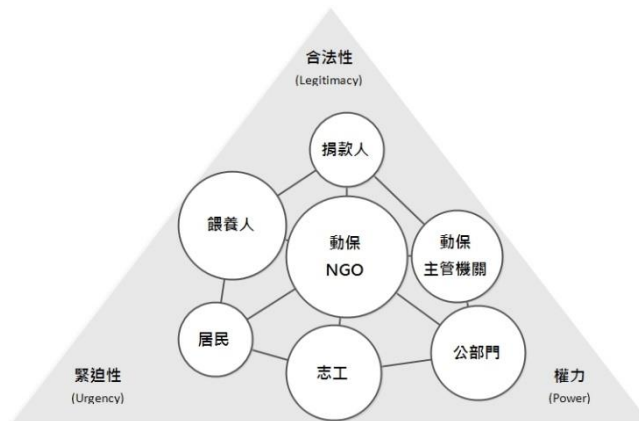 合法性
(Legitimacy)
捐款人
餵養人
動保
NGO
動保
主管機關
居民
志工
公部門
緊迫性
(Urgency)
權力
(Power)